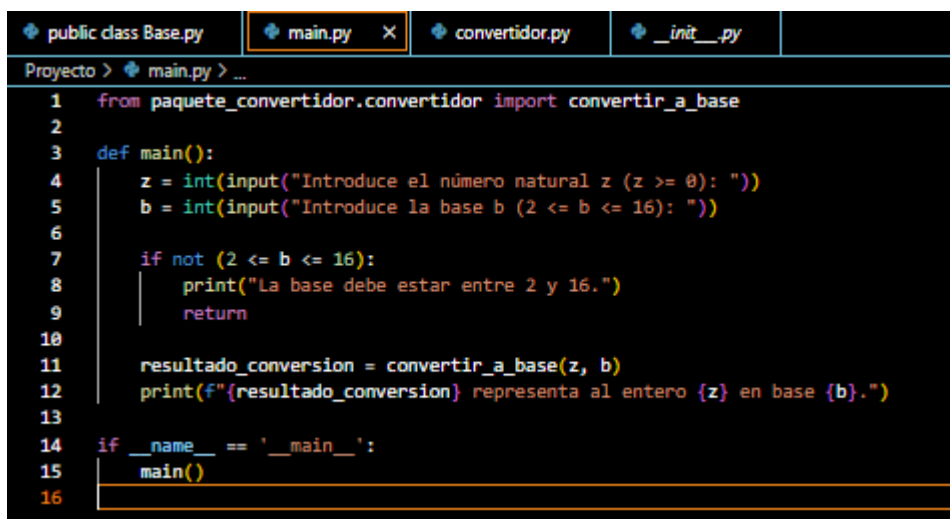 public class Base.py main.py × convertidor.py __init__.py
Proyecto > main.py > ...
1 from paquete_convertidor.convertidor import convertir_a_base
2
3 def main():
4 z = int(input("Introduce el número natural z (z >= 0): "))
5 b = int(input("Introduce la base b (2 <= b <= 16): "))
6
7 if not (2 <= b <= 16):
8 print("La base debe estar entre 2 y 16.")
9 return
10
11 resultado_conversion = convertir_a_base(z, b)
12 print(f"{resultado_conversion} representa al entero {z} en base {b}.")
13
14 if __name__ == '__main__':
15 main()
16